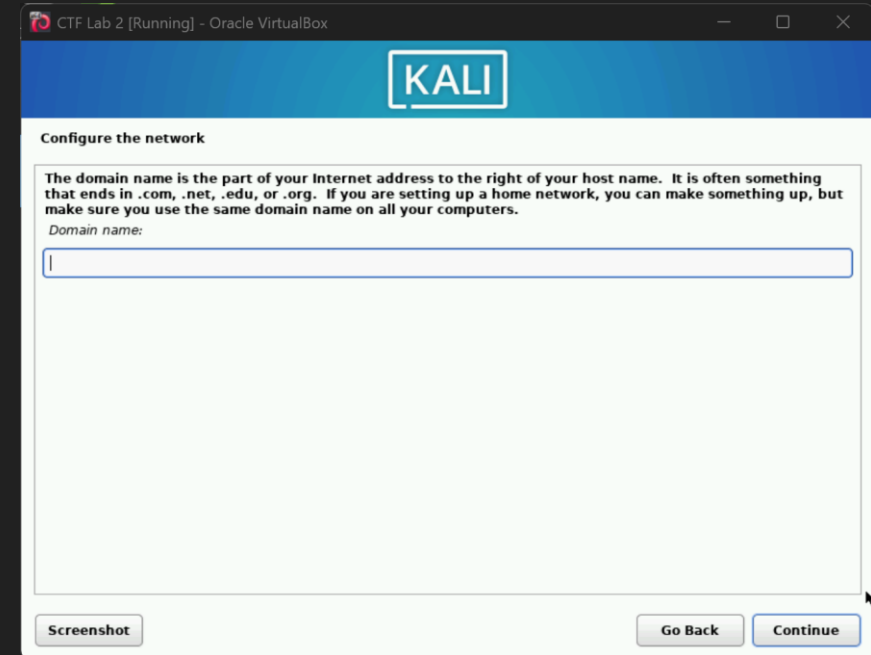 CTF Lab 2 [Running] - Oracle VirtualBox
KALI
Configure the network
The domain name is the part of your Internet address to the right of your host name. It is often something
that ends in .com, .net, .edu, or .org. If you are setting up a home network, you can make something up, but
make sure you use the same domain name on all your computers.
Domain name:
Screenshot
Go Back
Continue